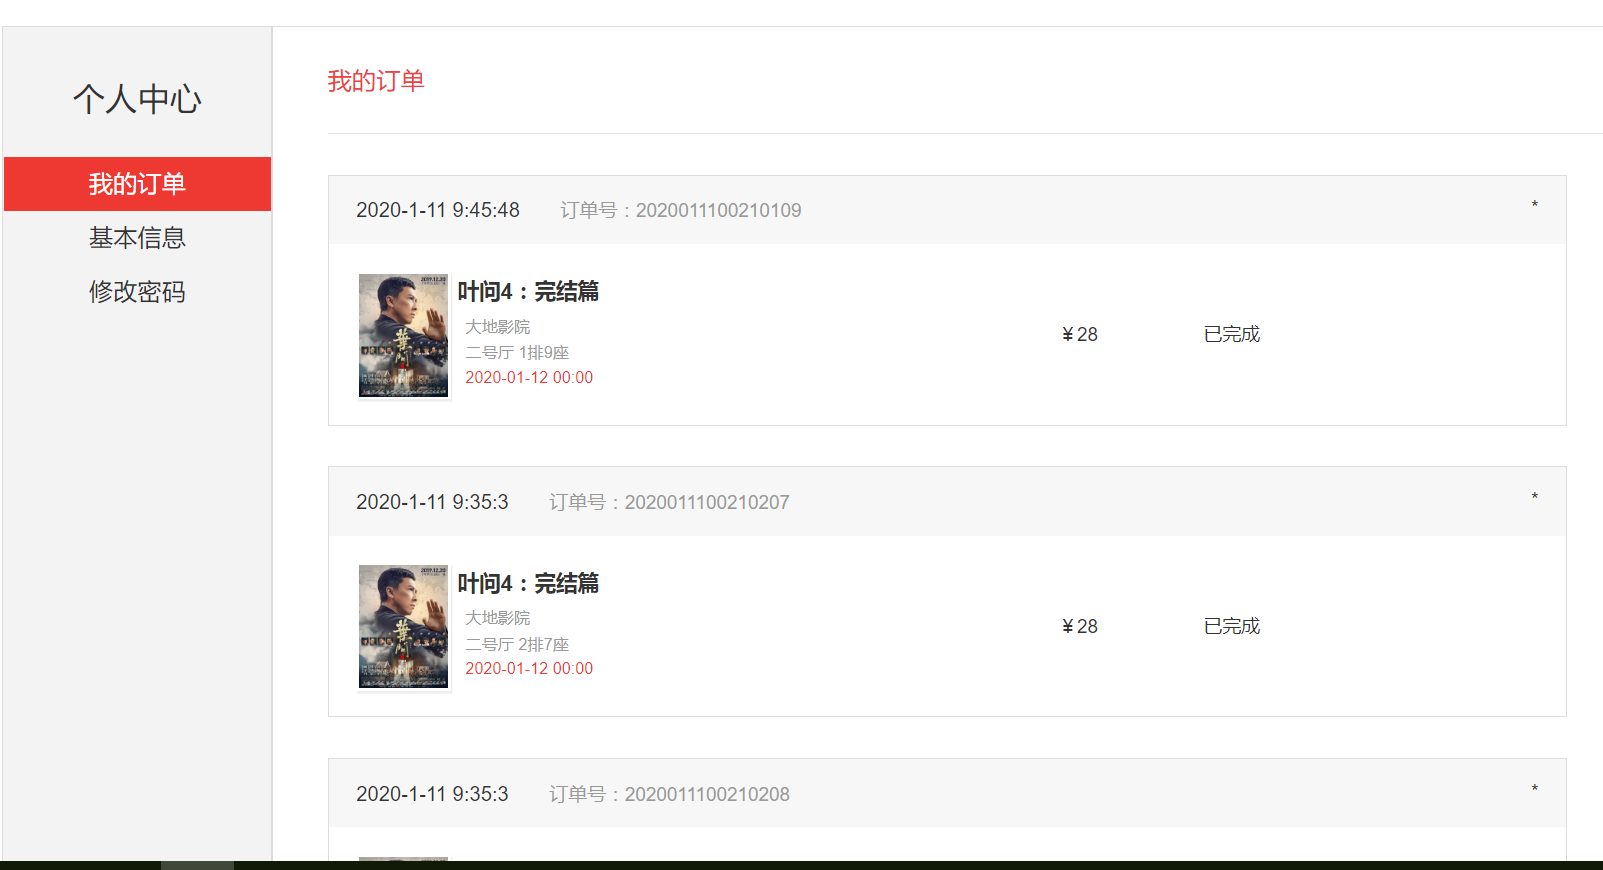 个人中心
我的订单
基本信息
修改密码
我的订单
2020-1-11 9:45:48 订单号：2020011100210109 *
叶问4：完结篇
大地影院
二号厅 1排9座
2020-01-12 00:00
¥28 已完成
2020-1-11 9:35:3 订单号：2020011100210207 *
叶问4：完结篇
大地影院
二号厅 2排7座
2020-01-12 00:00
¥28 已完成
2020-1-11 9:35:3 订单号：2020011100210208 *